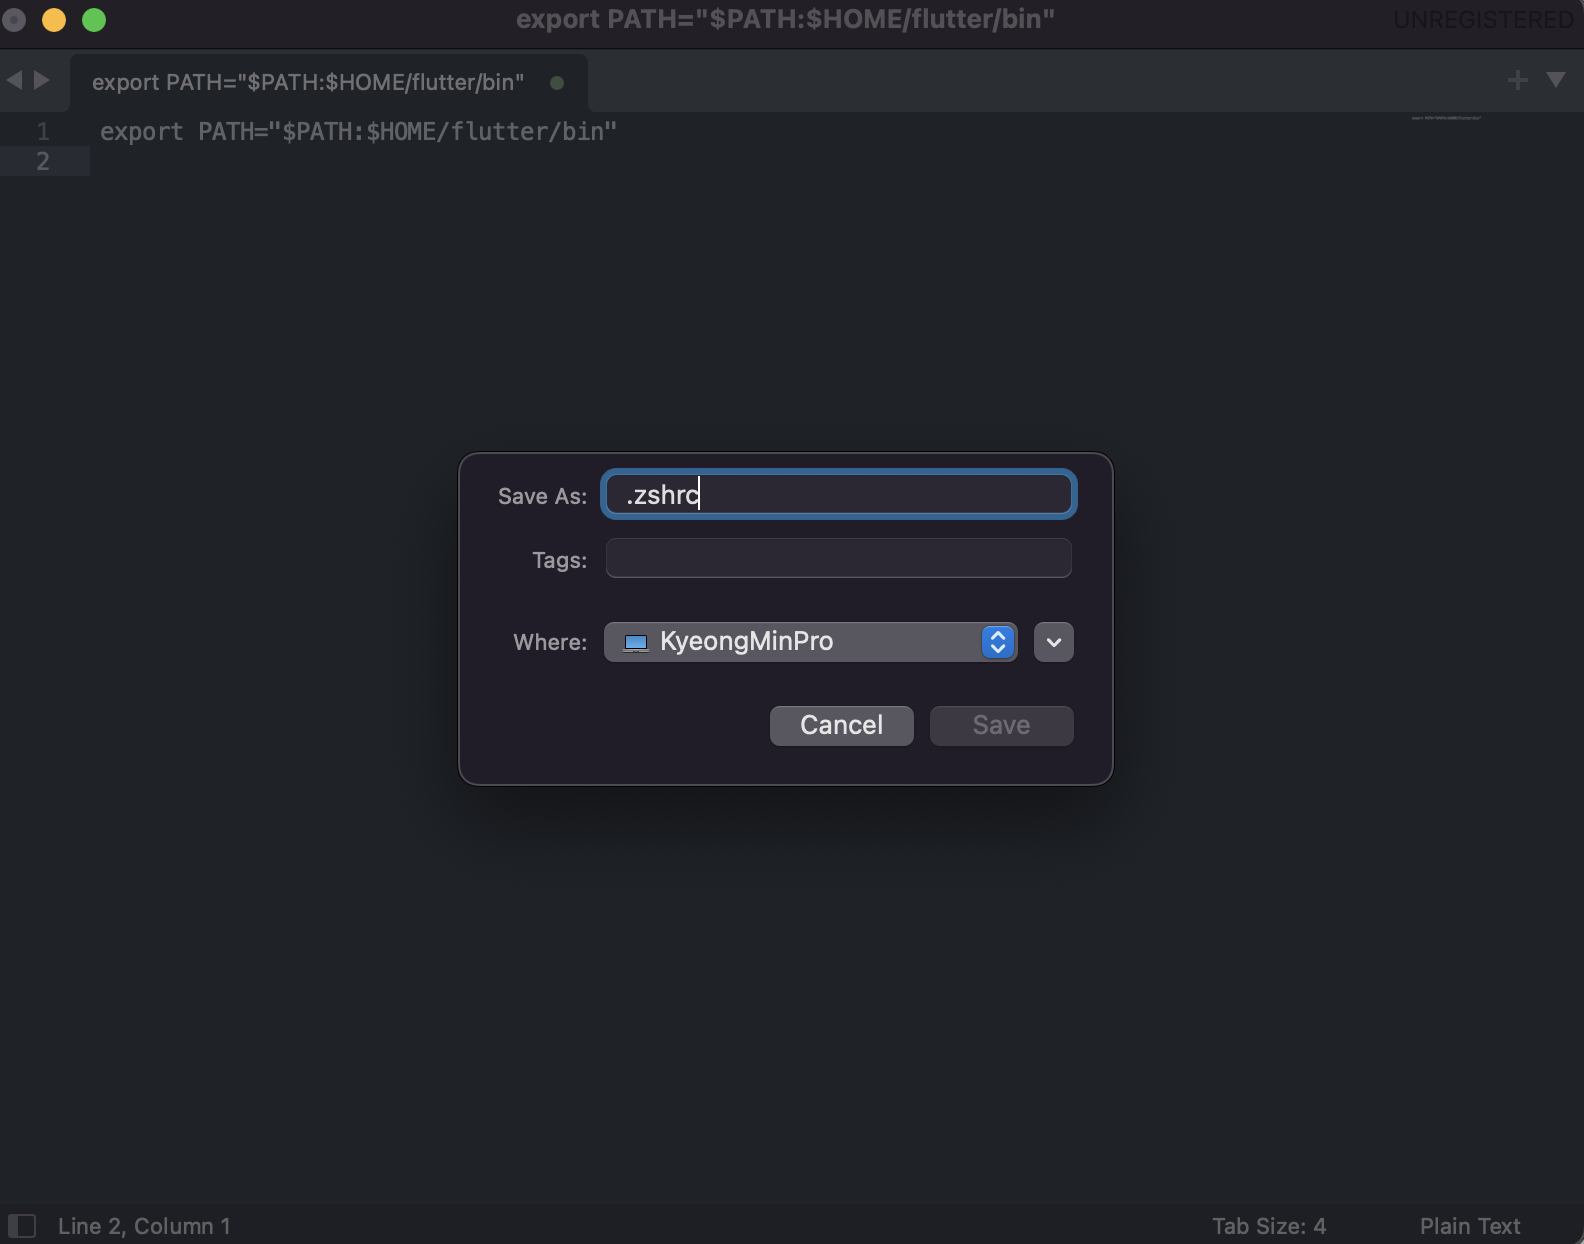 export PATH="$PATH:$HOME/flutter/bin"
UNREGISTERED
export PATH="$PATH:$HOME/flutter/bin"
1 export PATH="$PATH:$HOME/flutter/bin"
2
Save As: .zshrc
Tags:
Where: KyeongMinPro
Cancel Save
Line 2, Column 1
Tab Size: 4
Plain Text